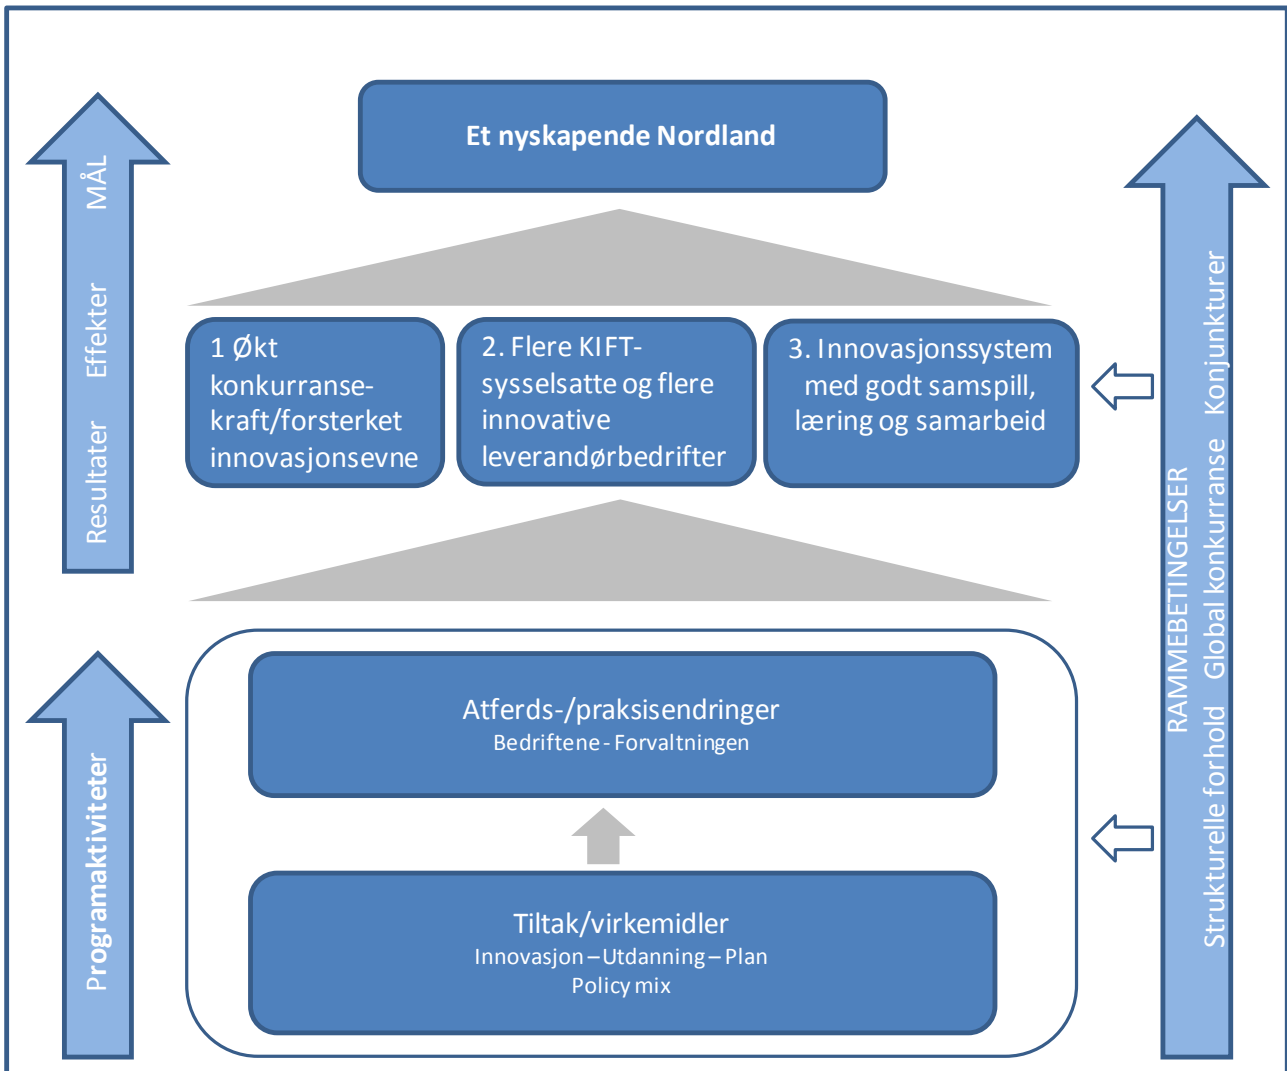 Et nyskapende Nordland
MÅL
Effekter
Resultater
1 Økt
konkurranse-
kraft/forsterket
innovasjonsevne
2. Flere KIFT-
sysselsatte og flere
innovative
leverandørbedrifter
3. Innovasjonssystem
med godt samspill,
læring og samarbeid
RAMMEBETINGELSER
Strukturelle forhold Global konkurranse Konjunkturer
Programaktiviteter
Atferds-/praksisendringer
Bedriftene - Forvaltningen
Tiltak/virkemidler
Innovasjon – Utdanning – Plan
Policy mix